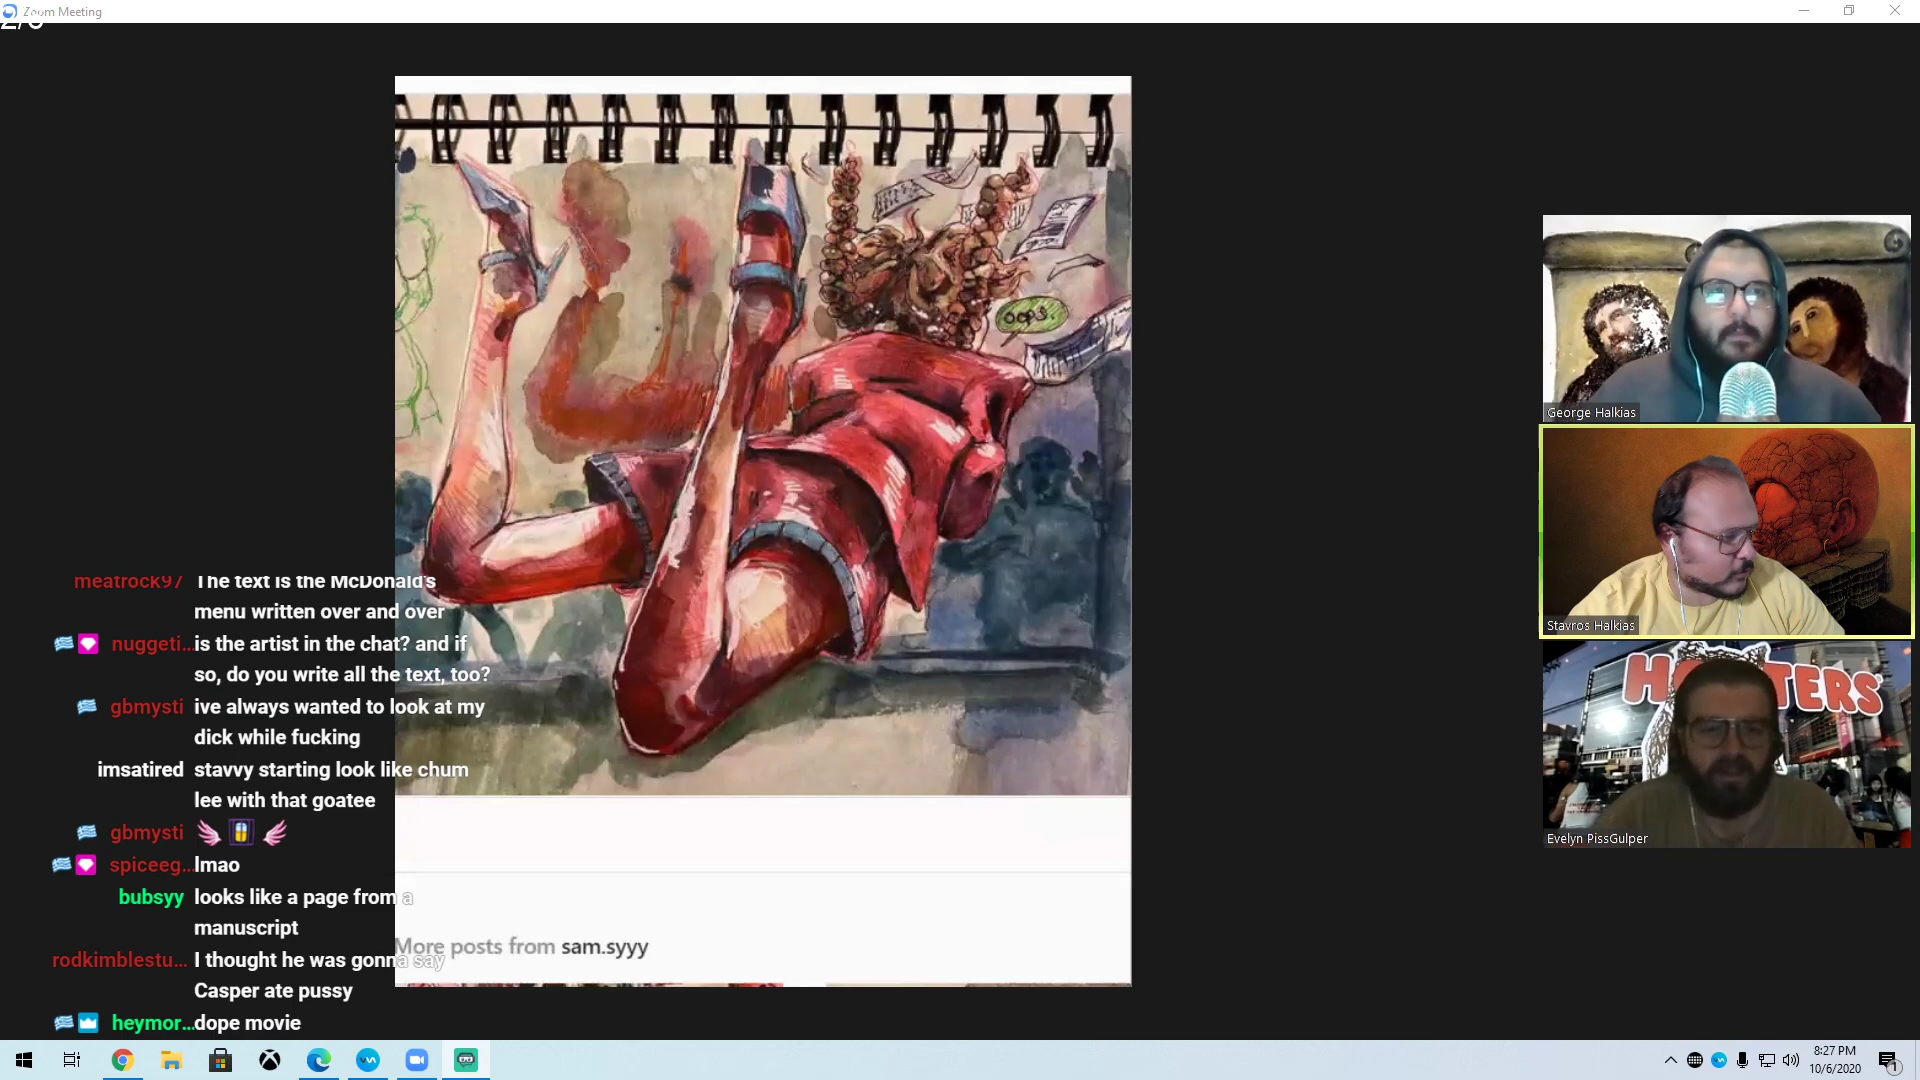 Zoom Meeting
oops.
George Halkias
Stavros Halkias
HOOTERS
Evelyn PissGulper
meatrock97 The text is the McDonald's
menu written over and over
nuggeti... is the artist in the chat? and if
so, do you write all the text, too?
gbmysti ive always wanted to look at my
dick while fucking
imsatired stavvy starting look like chum
lee with that goatee
gbmysti
spiceeg... lmao
bubsyy looks like a page from a
manuscript
rodkimblestu... I thought he was gonna say
Casper ate pussy
heymor... dope movie
More posts from sam.syyy
8:27 PM
10/6/2020
1